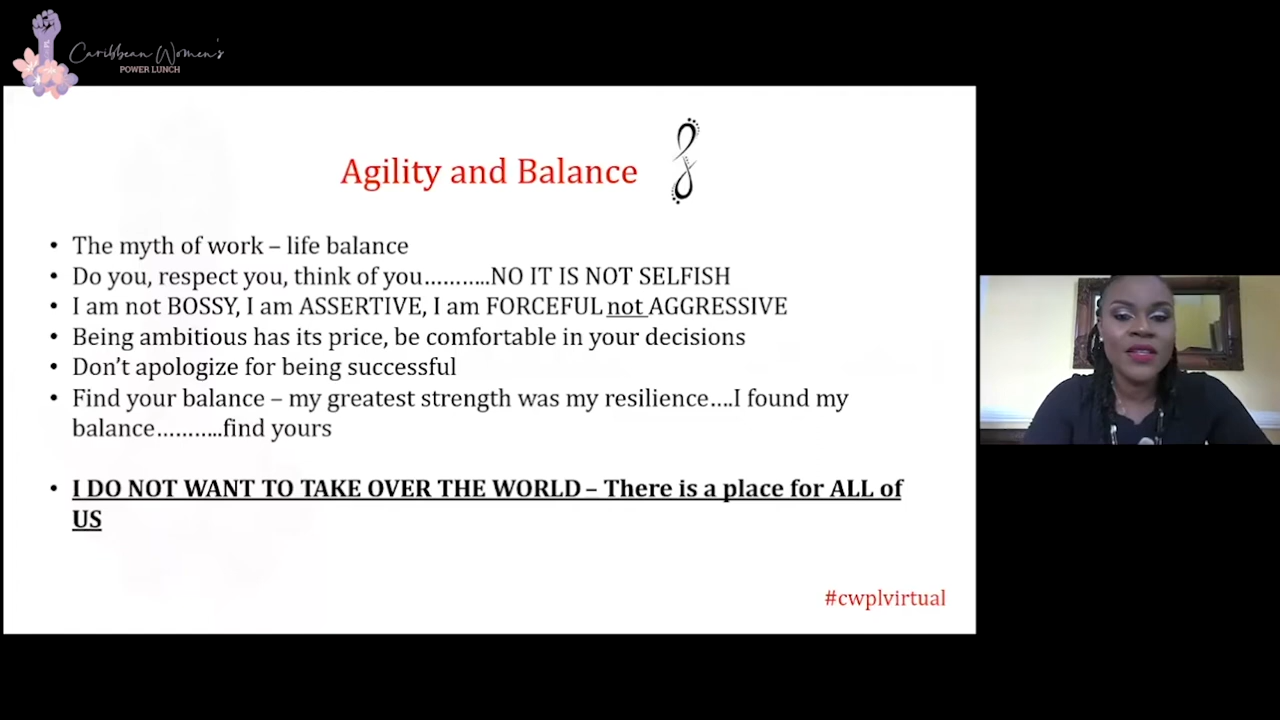 Caribbean Women's
POWER LUNCH
Agility and Balance
• The myth of work – life balance
• Do you, respect you, think of you………..NO IT IS NOT SELFISH
• I am not BOSSY, I am ASSERTIVE, I am FORCEFUL not AGGRESSIVE
• Being ambitious has its price, be comfortable in your decisions
• Don’t apologize for being successful
• Find your balance – my greatest strength was my resilience….I found my
balance………..find yours
• I DO NOT WANT TO TAKE OVER THE WORLD – There is a place for ALL of
US
#cwplvirtual